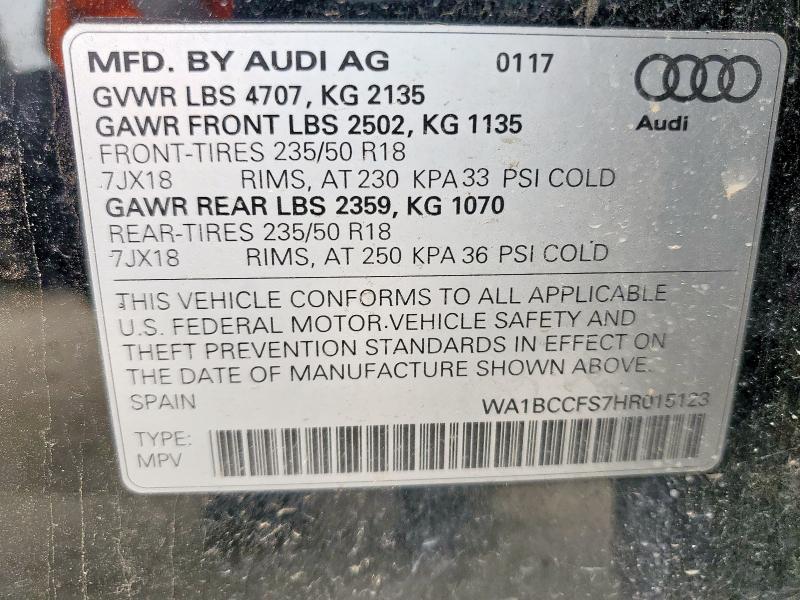 MFD. BY AUDI AG 0117
GVWR LBS 4707, KG 2135
GAWR FRONT LBS 2502, KG 1135
Audi
FRONT-TIRES 235/50 R18
7JX18 RIMS, AT 230 KPA 33 PSI COLD
GAWR REAR LBS 2359, KG 1070
REAR-TIRES 235/50 R18
7JX18 RIMS, AT 250 KPA 36 PSI COLD
THIS VEHICLE CONFORMS TO ALL APPLICABLE
U.S. FEDERAL MOTOR-VEHICLE SAFETY AND
THEFT PREVENTION STANDARDS IN EFFECT ON
THE DATE OF MANUFACTURE SHOWN ABOVE.
SPAIN WA1BCCFS7HR015123
TYPE:
MPV